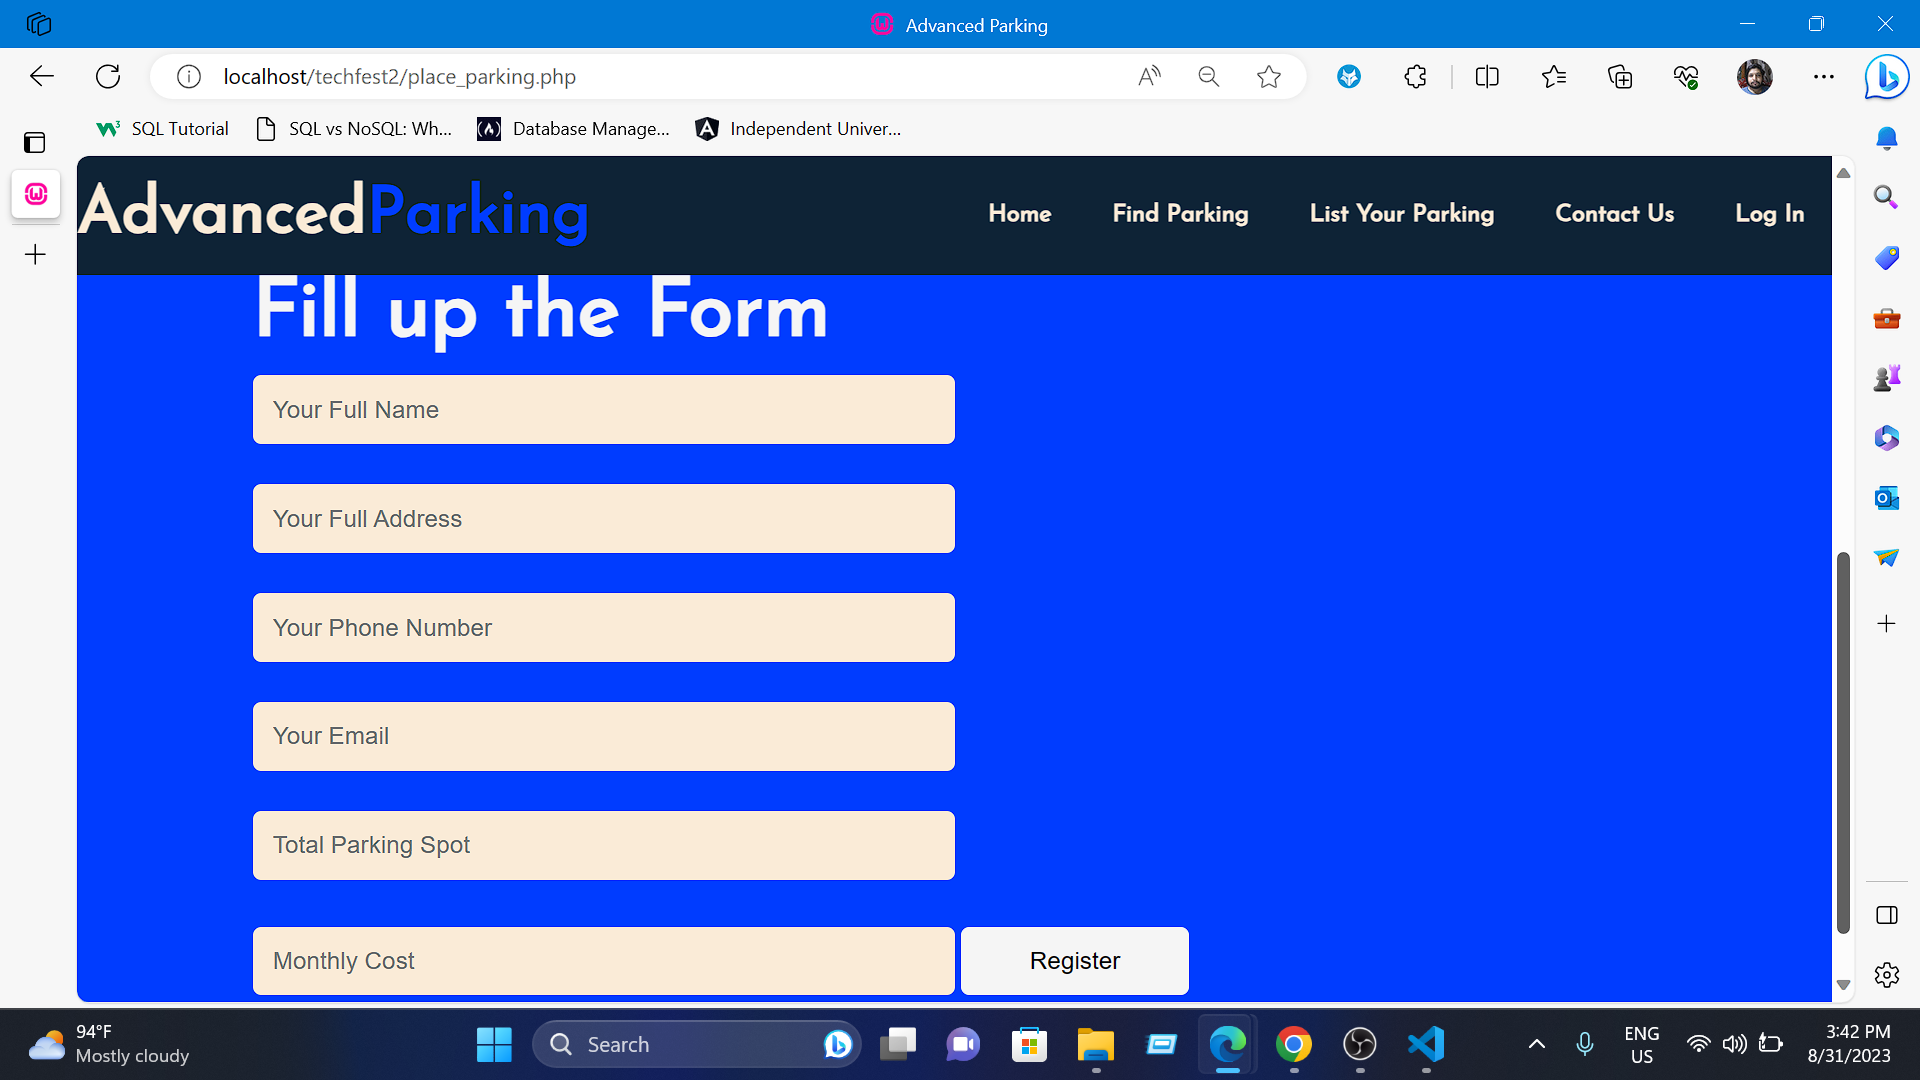 Advanced Parking
localhost/techfest2/place_parking.php
SQL Tutorial
SQL vs NoSQL: Wh...
Database Manage...
Independent Univer...
AdvancedParking
Home
Find Parking
List Your Parking
Contact Us
Log In
Fill up the Form
Your Full Name
Your Full Address
Your Phone Number
Your Email
Total Parking Spot
Monthly Cost
Register
94°F
Mostly cloudy
Search
ENG
US
3:42 PM
8/31/2023